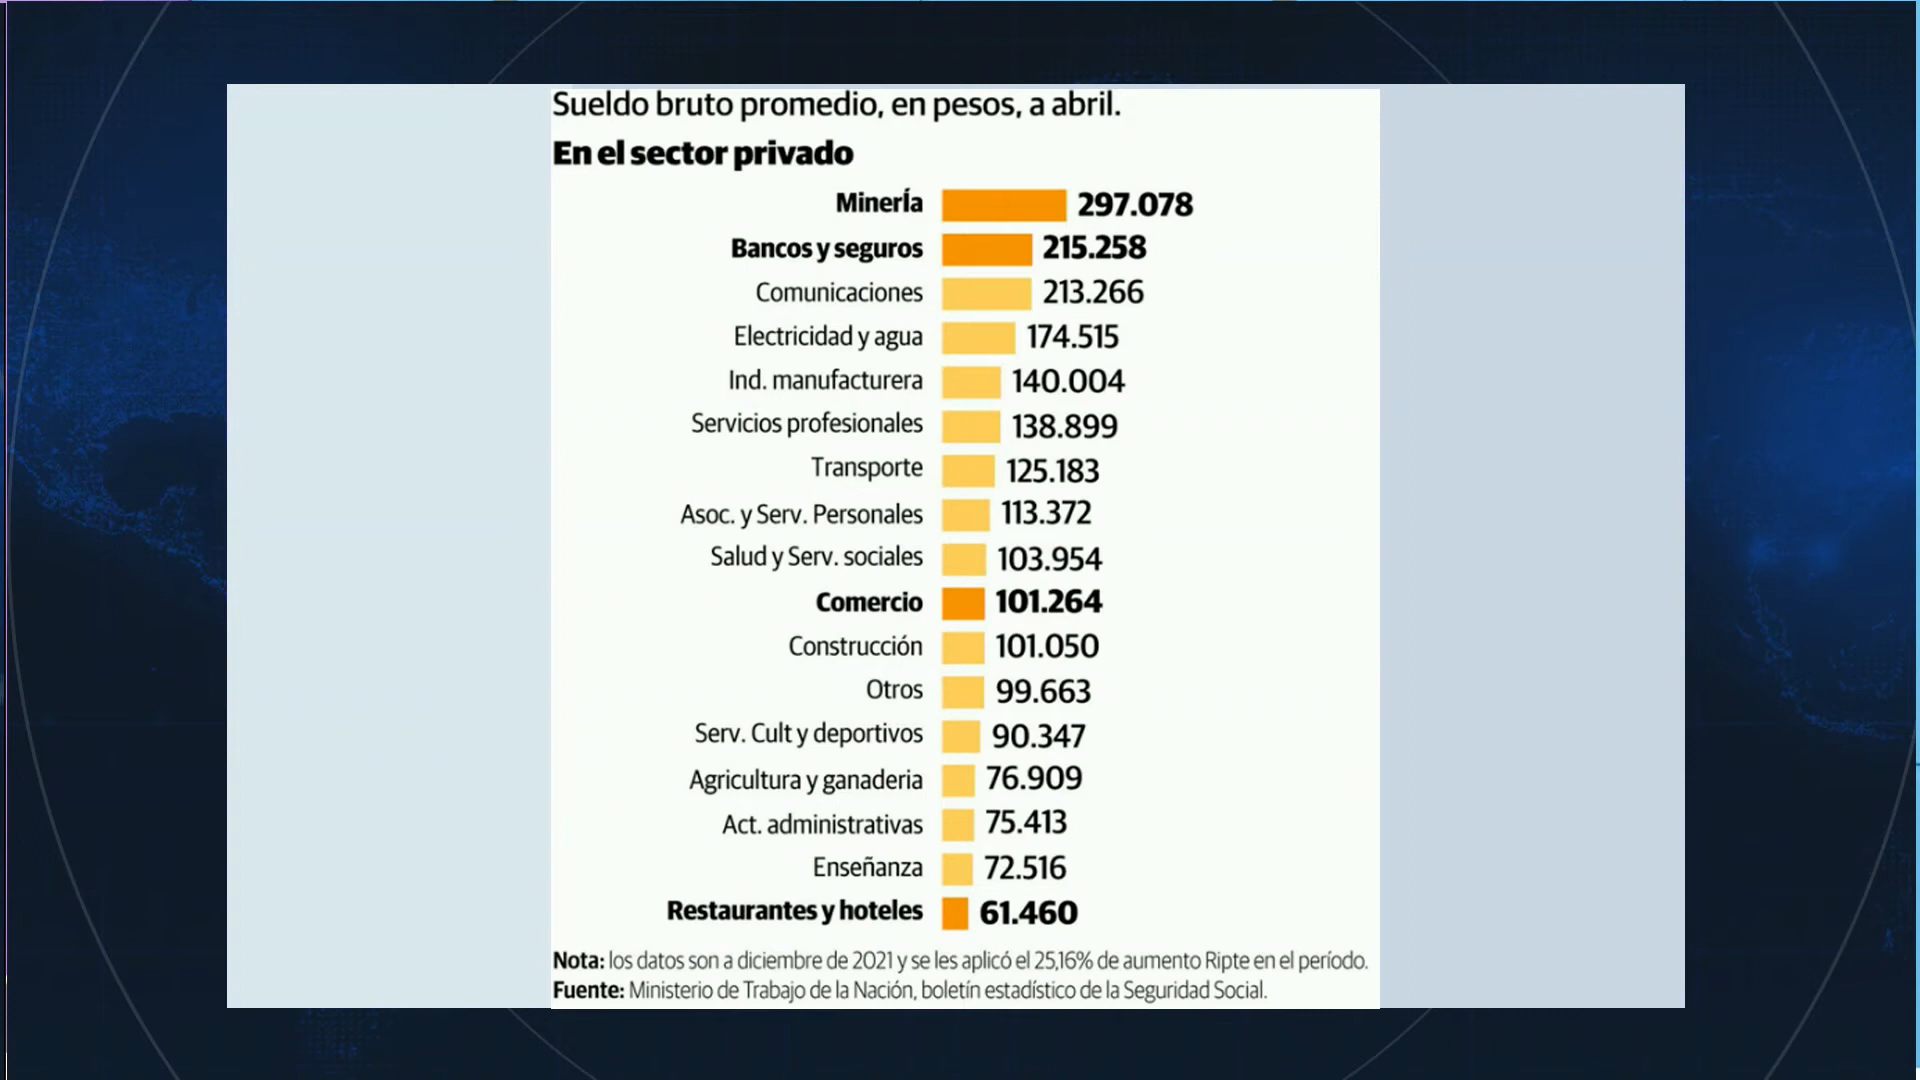 Sueldo bruto promedio, en pesos, a abril.
En el sector privado
Minería 297.078
Bancos y seguros 215.258
Comunicaciones 213.266
Electricidad y agua 174.515
Ind. manufacturera 140.004
Servicios profesionales 138.899
Transporte 125.183
Asoc. y Serv. Personales 113.372
Salud y Serv. sociales 103.954
Comercio 101.264
Construcción 101.050
Otros 99.663
Serv. Cult y deportivos 90.347
Agricultura y ganaderia 76.909
Act. administrativas 75.413
Enseñanza 72.516
Restaurantes y hoteles 61.460
Nota: los datos son a diciembre de 2021 y se les aplicó el 25,16% de aumento Ripte en el período.
Fuente: Ministerio de Trabajo de la Nación, boletín estadístico de la Seguridad Social.